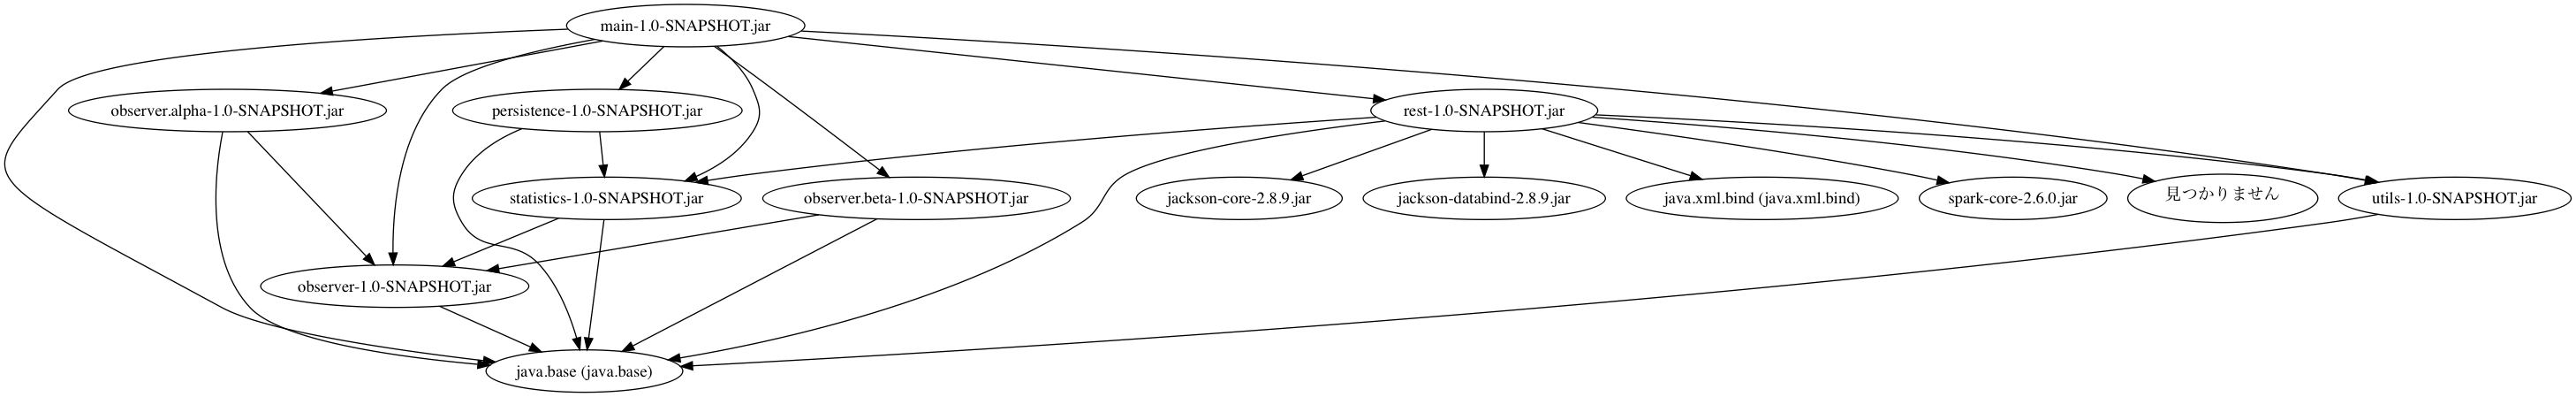 main-1.0-SNAPSHOT.jar
observer.alpha-1.0-SNAPSHOT.jar
persistence-1.0-SNAPSHOT.jar
rest-1.0-SNAPSHOT.jar
statistics-1.0-SNAPSHOT.jar
observer.beta-1.0-SNAPSHOT.jar
jackson-core-2.8.9.jar
jackson-databind-2.8.9.jar
java.xml.bind (java.xml.bind)
spark-core-2.6.0.jar
見つかりません
utils-1.0-SNAPSHOT.jar
observer-1.0-SNAPSHOT.jar
java.base (java.base)